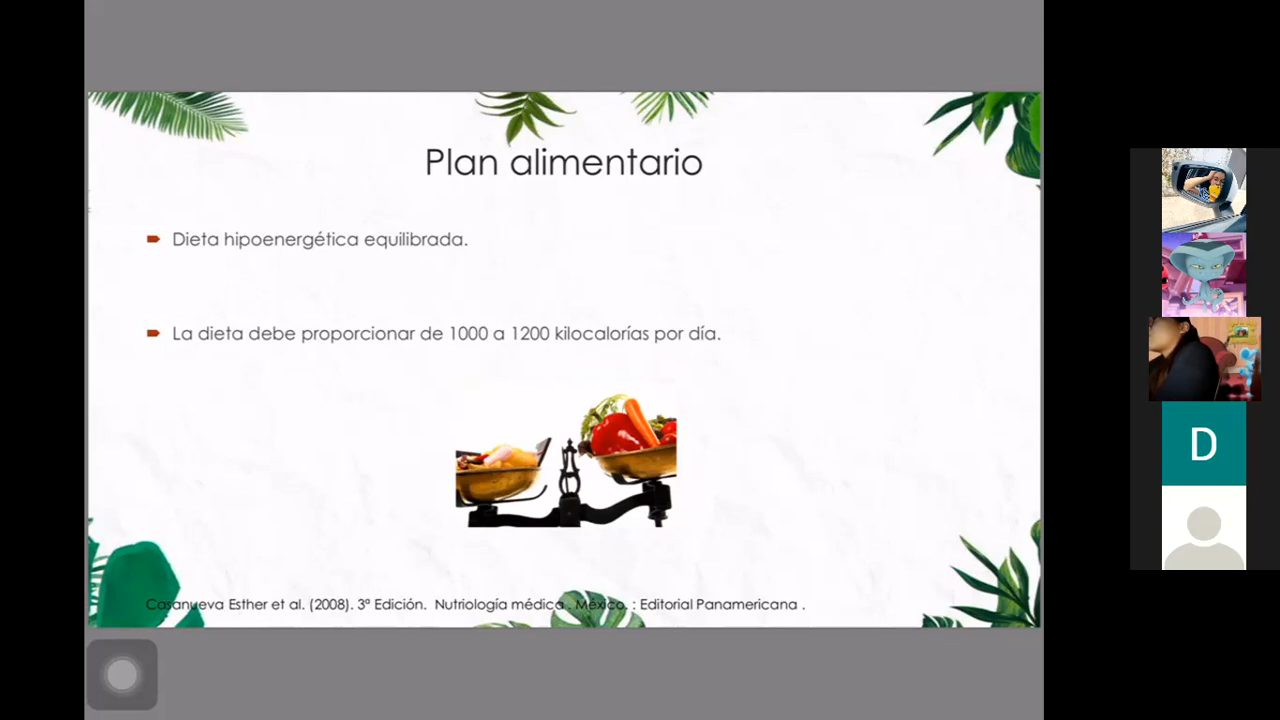 Plan alimentario
Dieta hipoenergética equilibrada.
La dieta debe proporcionar de 1000 a 1200 kilocalorías por día.
Casanueva Esther et al. (2008). 3ª Edición. Nutriología médica . México. : Editorial Panamericana .
D